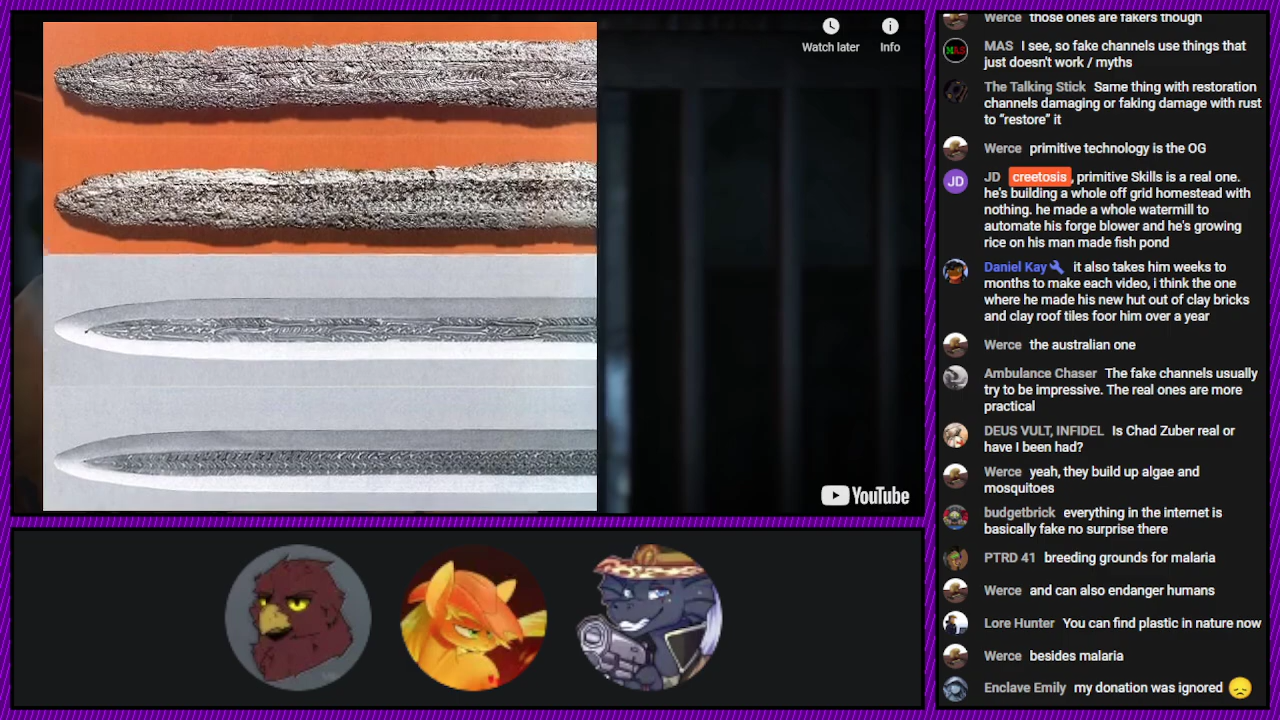 Watch later
Info
YouTube
Werce those ones are fakers though
MAS I see, so fake channels use things that
just doesn't work / myths
The Talking Stick Same thing with restoration
channels damaging or faking damage with rust
to “restore” it
Werce primitive technology is the OG
JD JD creetosis, primitive Skills is a real one.
he's building a whole off grid homestead with
nothing. he made a whole watermill to
automate his forge blower and he's growing
rice on his man made fish pond
Daniel Kay it also takes him weeks to
months to make each video, i think the one
where he made his new hut out of clay bricks
and clay roof tiles foor him over a year
Werce the australian one
Ambulance Chaser The fake channels usually
try to be impressive. The real ones are more
practical
DEUS VULT, INFIDEL Is Chad Zuber real or
have I been had?
Werce yeah, they build up algae and
mosquitoes
budgetbrick everything in the internet is
basically fake no surprise there
PTRD 41 breeding grounds for malaria
Werce and can also endanger humans
Lore Hunter You can find plastic in nature now
Werce besides malaria
Enclave Emily my donation was ignored 😞